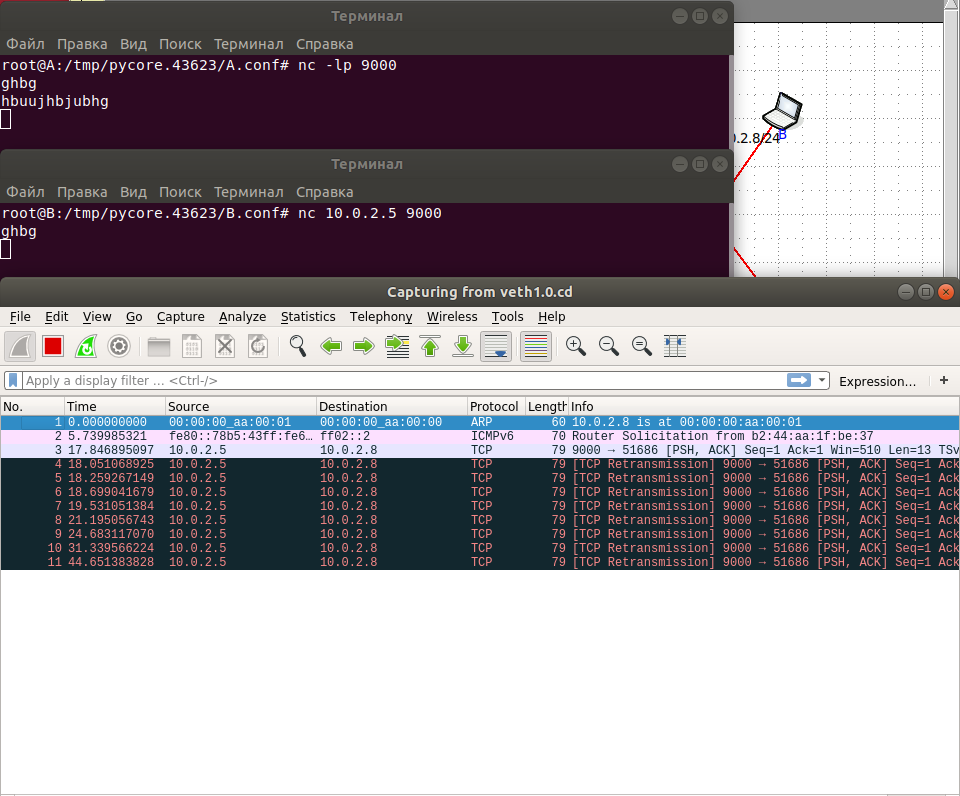 Терминал
Файл Правка Вид Поиск Терминал Справка
root@A:/tmp/pycore.43623/A.conf# nc -lp 9000
ghbg
hbuujhbjubhg
.2.8/24
B
Терминал
Файл Правка Вид Поиск Терминал Справка
root@B:/tmp/pycore.43623/B.conf# nc 10.0.2.5 9000
ghbg
Capturing from veth1.0.cd
File Edit View Go Capture Analyze Statistics Telephony Wireless Tools Help
Apply a display filter ... <Ctrl-/> Expression... +
No. Time Source Destination Protocol Length Info
1 0.000000000 00:00:00_aa:00:01 00:00:00_aa:00:00 ARP 60 10.0.2.8 is at 00:00:00:aa:00:01
2 5.739985321 fe80::78b5:43ff:fe6… ff02::2 ICMPv6 70 Router Solicitation from b2:44:aa:1f:be:37
3 17.846895097 10.0.2.5 10.0.2.8 TCP 79 9000 → 51686 [PSH, ACK] Seq=1 Ack=1 Win=510 Len=13 TSv
4 18.051068925 10.0.2.5 10.0.2.8 TCP 79 [TCP Retransmission] 9000 → 51686 [PSH, ACK] Seq=1 Ack
5 18.259267149 10.0.2.5 10.0.2.8 TCP 79 [TCP Retransmission] 9000 → 51686 [PSH, ACK] Seq=1 Ack
6 18.699041679 10.0.2.5 10.0.2.8 TCP 79 [TCP Retransmission] 9000 → 51686 [PSH, ACK] Seq=1 Ack
7 19.531051384 10.0.2.5 10.0.2.8 TCP 79 [TCP Retransmission] 9000 → 51686 [PSH, ACK] Seq=1 Ack
8 21.195056743 10.0.2.5 10.0.2.8 TCP 79 [TCP Retransmission] 9000 → 51686 [PSH, ACK] Seq=1 Ack
9 24.683117070 10.0.2.5 10.0.2.8 TCP 79 [TCP Retransmission] 9000 → 51686 [PSH, ACK] Seq=1 Ack
10 31.339566224 10.0.2.5 10.0.2.8 TCP 79 [TCP Retransmission] 9000 → 51686 [PSH, ACK] Seq=1 Ack
11 44.651383828 10.0.2.5 10.0.2.8 TCP 79 [TCP Retransmission] 9000 → 51686 [PSH, ACK] Seq=1 Ack